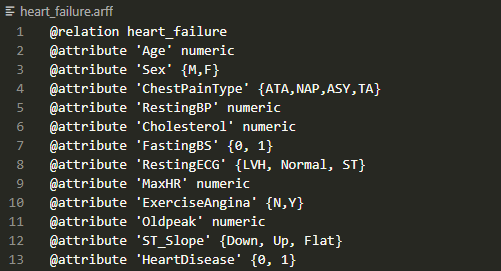 heart_failure.arff
1 @relation heart_failure
2 @attribute 'Age' numeric
3 @attribute 'Sex' {M,F}
4 @attribute 'ChestPainType' {ATA,NAP,ASY,TA}
5 @attribute 'RestingBP' numeric
6 @attribute 'Cholesterol' numeric
7 @attribute 'FastingBS' {0, 1}
8 @attribute 'RestingECG' {LVH, Normal, ST}
9 @attribute 'MaxHR' numeric
10 @attribute 'ExerciseAngina' {N,Y}
11 @attribute 'Oldpeak' numeric
12 @attribute 'ST_Slope' {Down, Up, Flat}
13 @attribute 'HeartDisease' {0, 1}